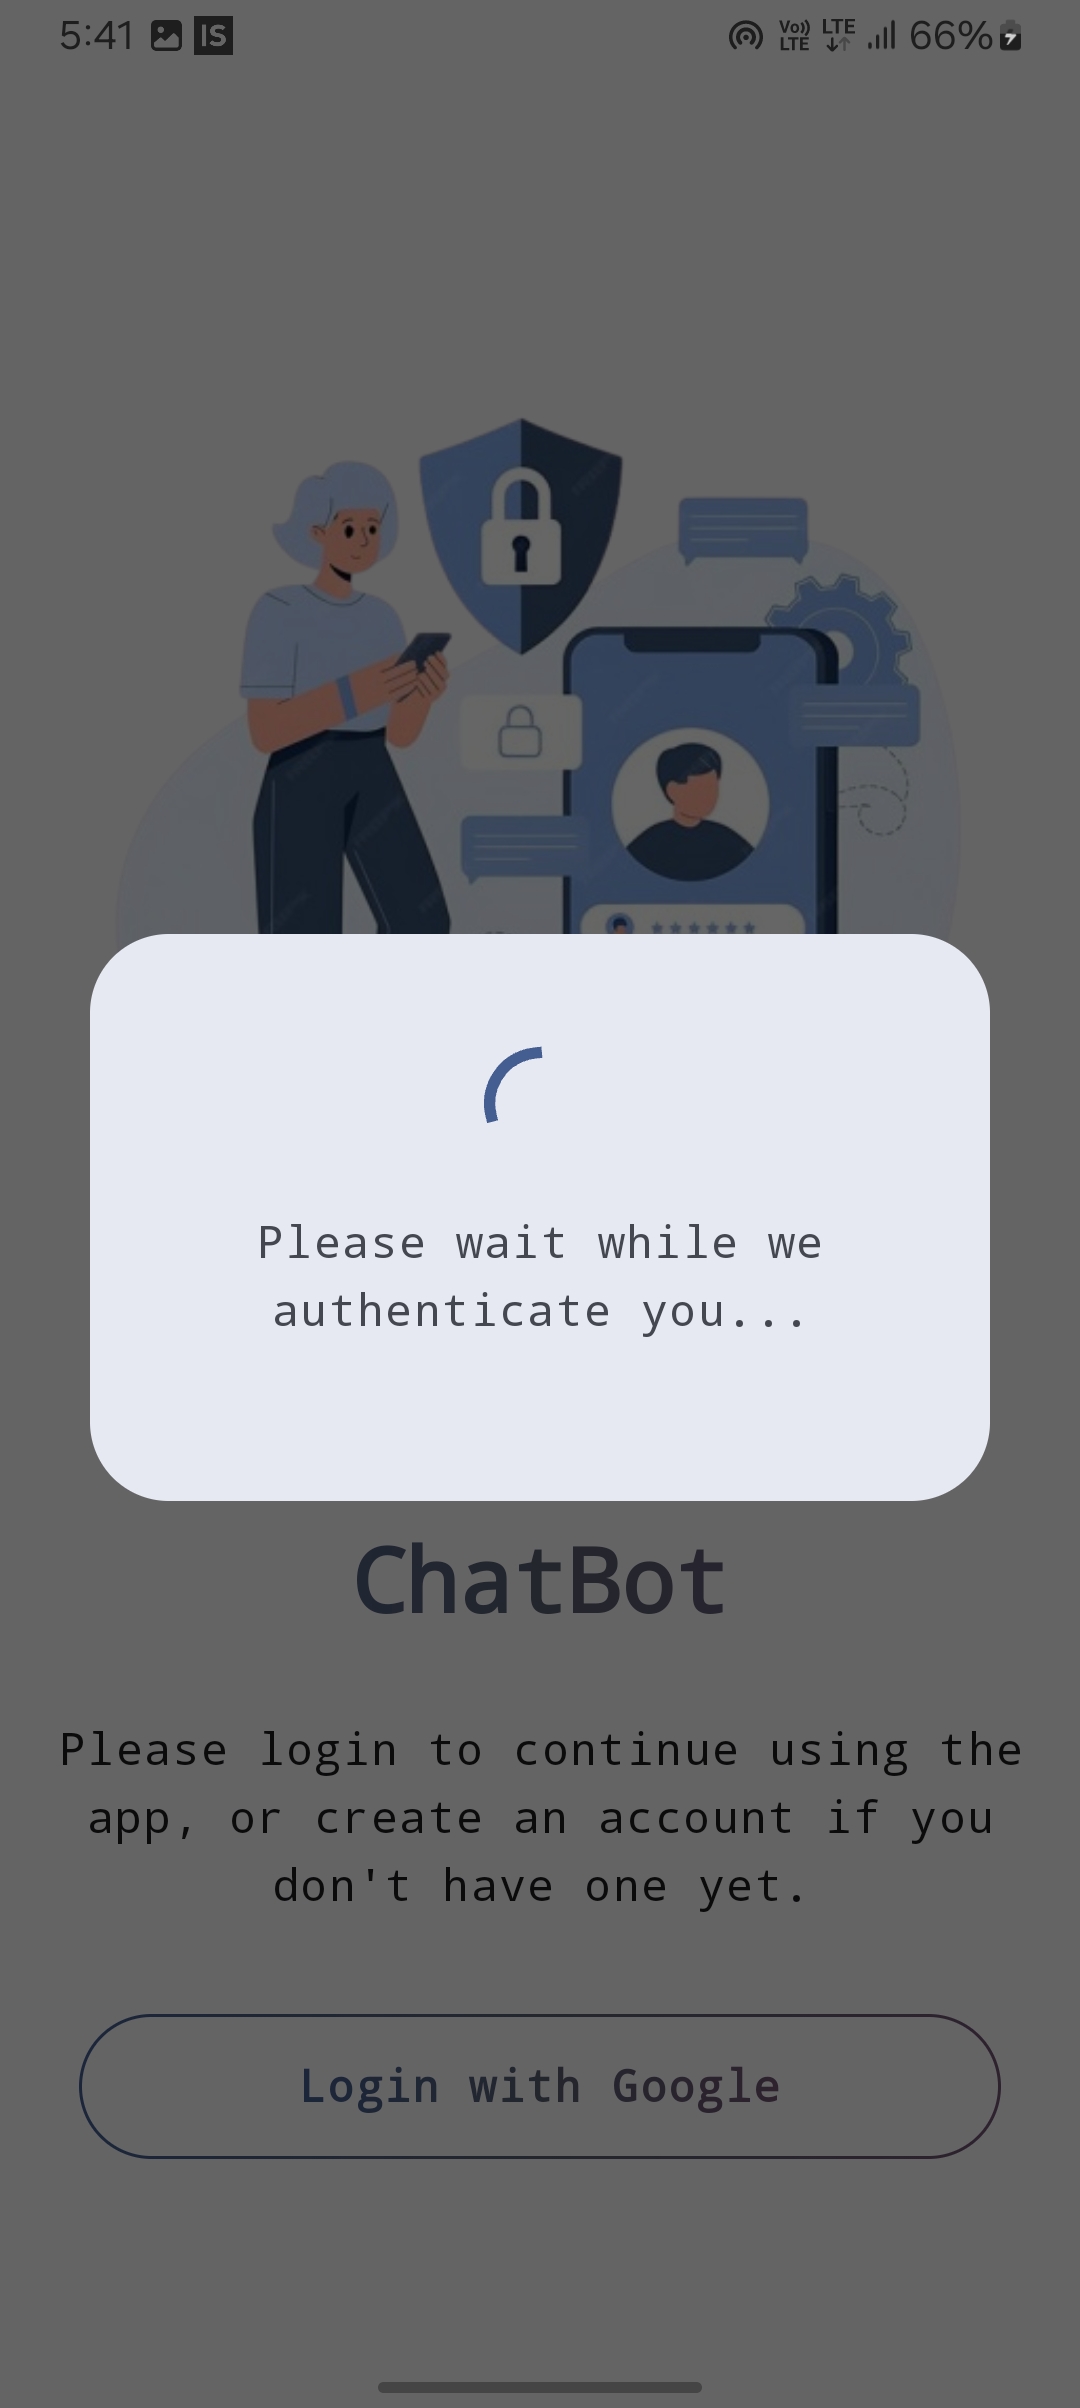 5:41 IS Vo)) LTE LTE 66%
Please wait while we
authenticate you...
ChatBot
Please login to continue using the
app, or create an account if you
don't have one yet.
Login with Google